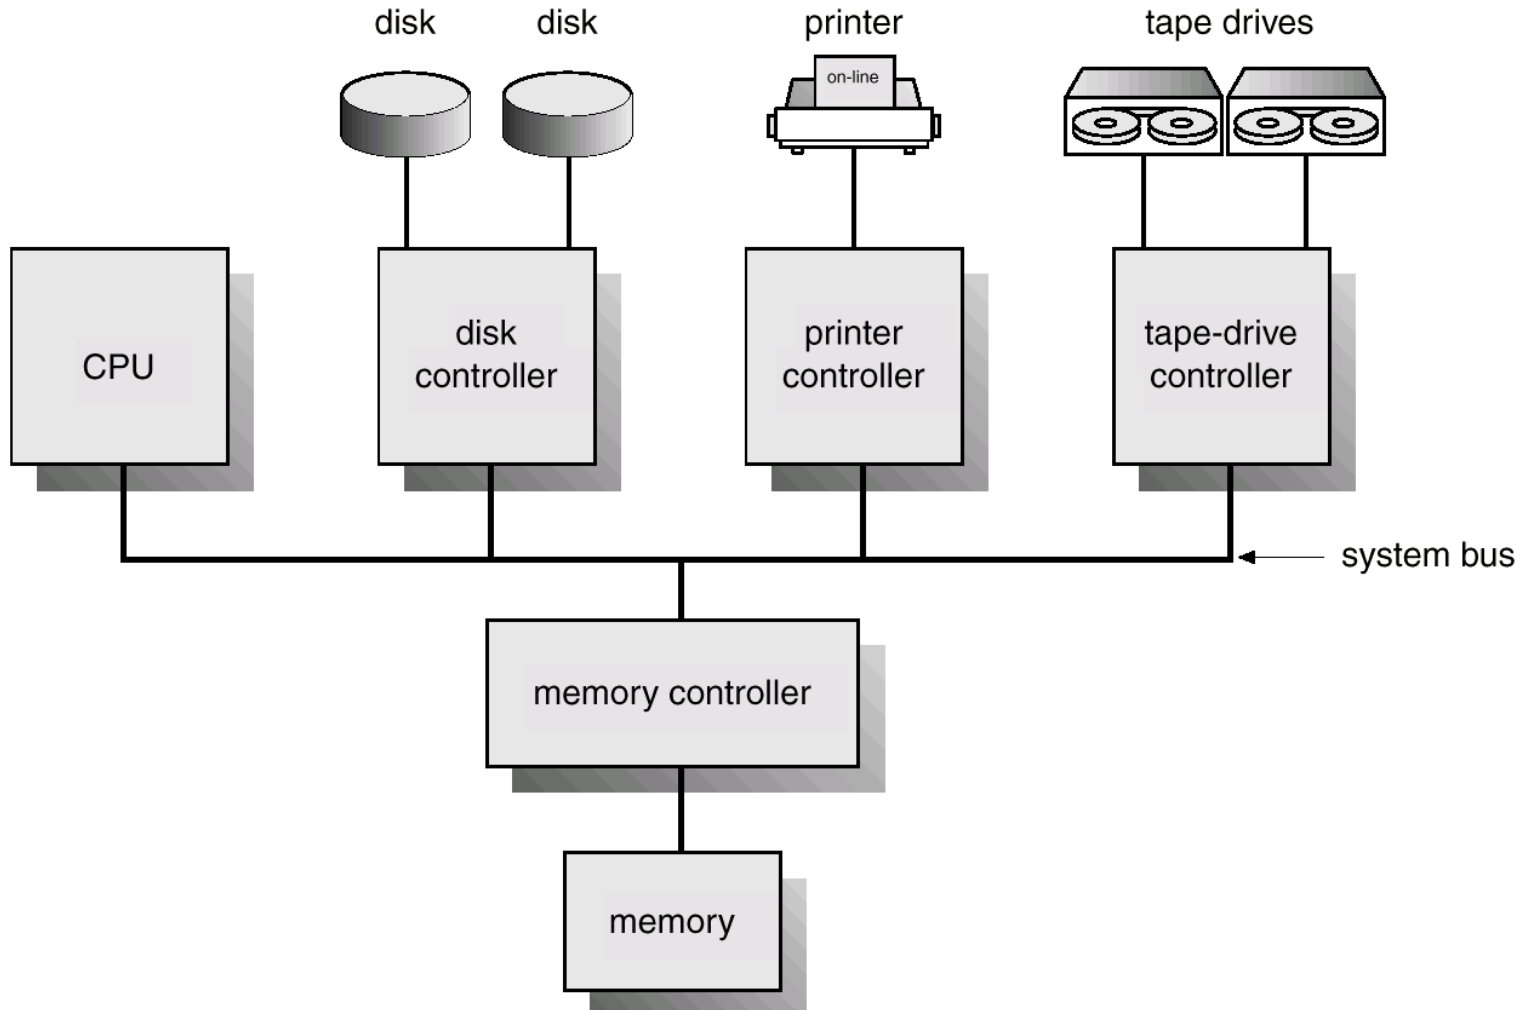 disk
disk
printer
tape drives
on-line
CPU
disk
controller
printer
controller
tape-drive
controller
system bus
memory controller
memory